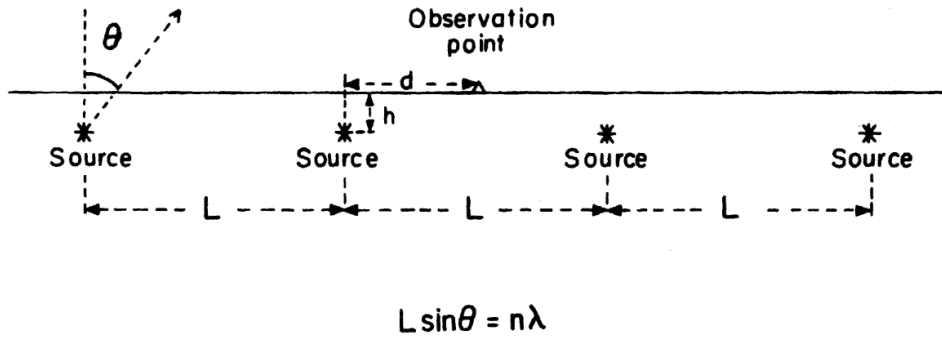 θ
Observation
point
d
h
Source Source Source Source
L L L
L sinθ = nλ